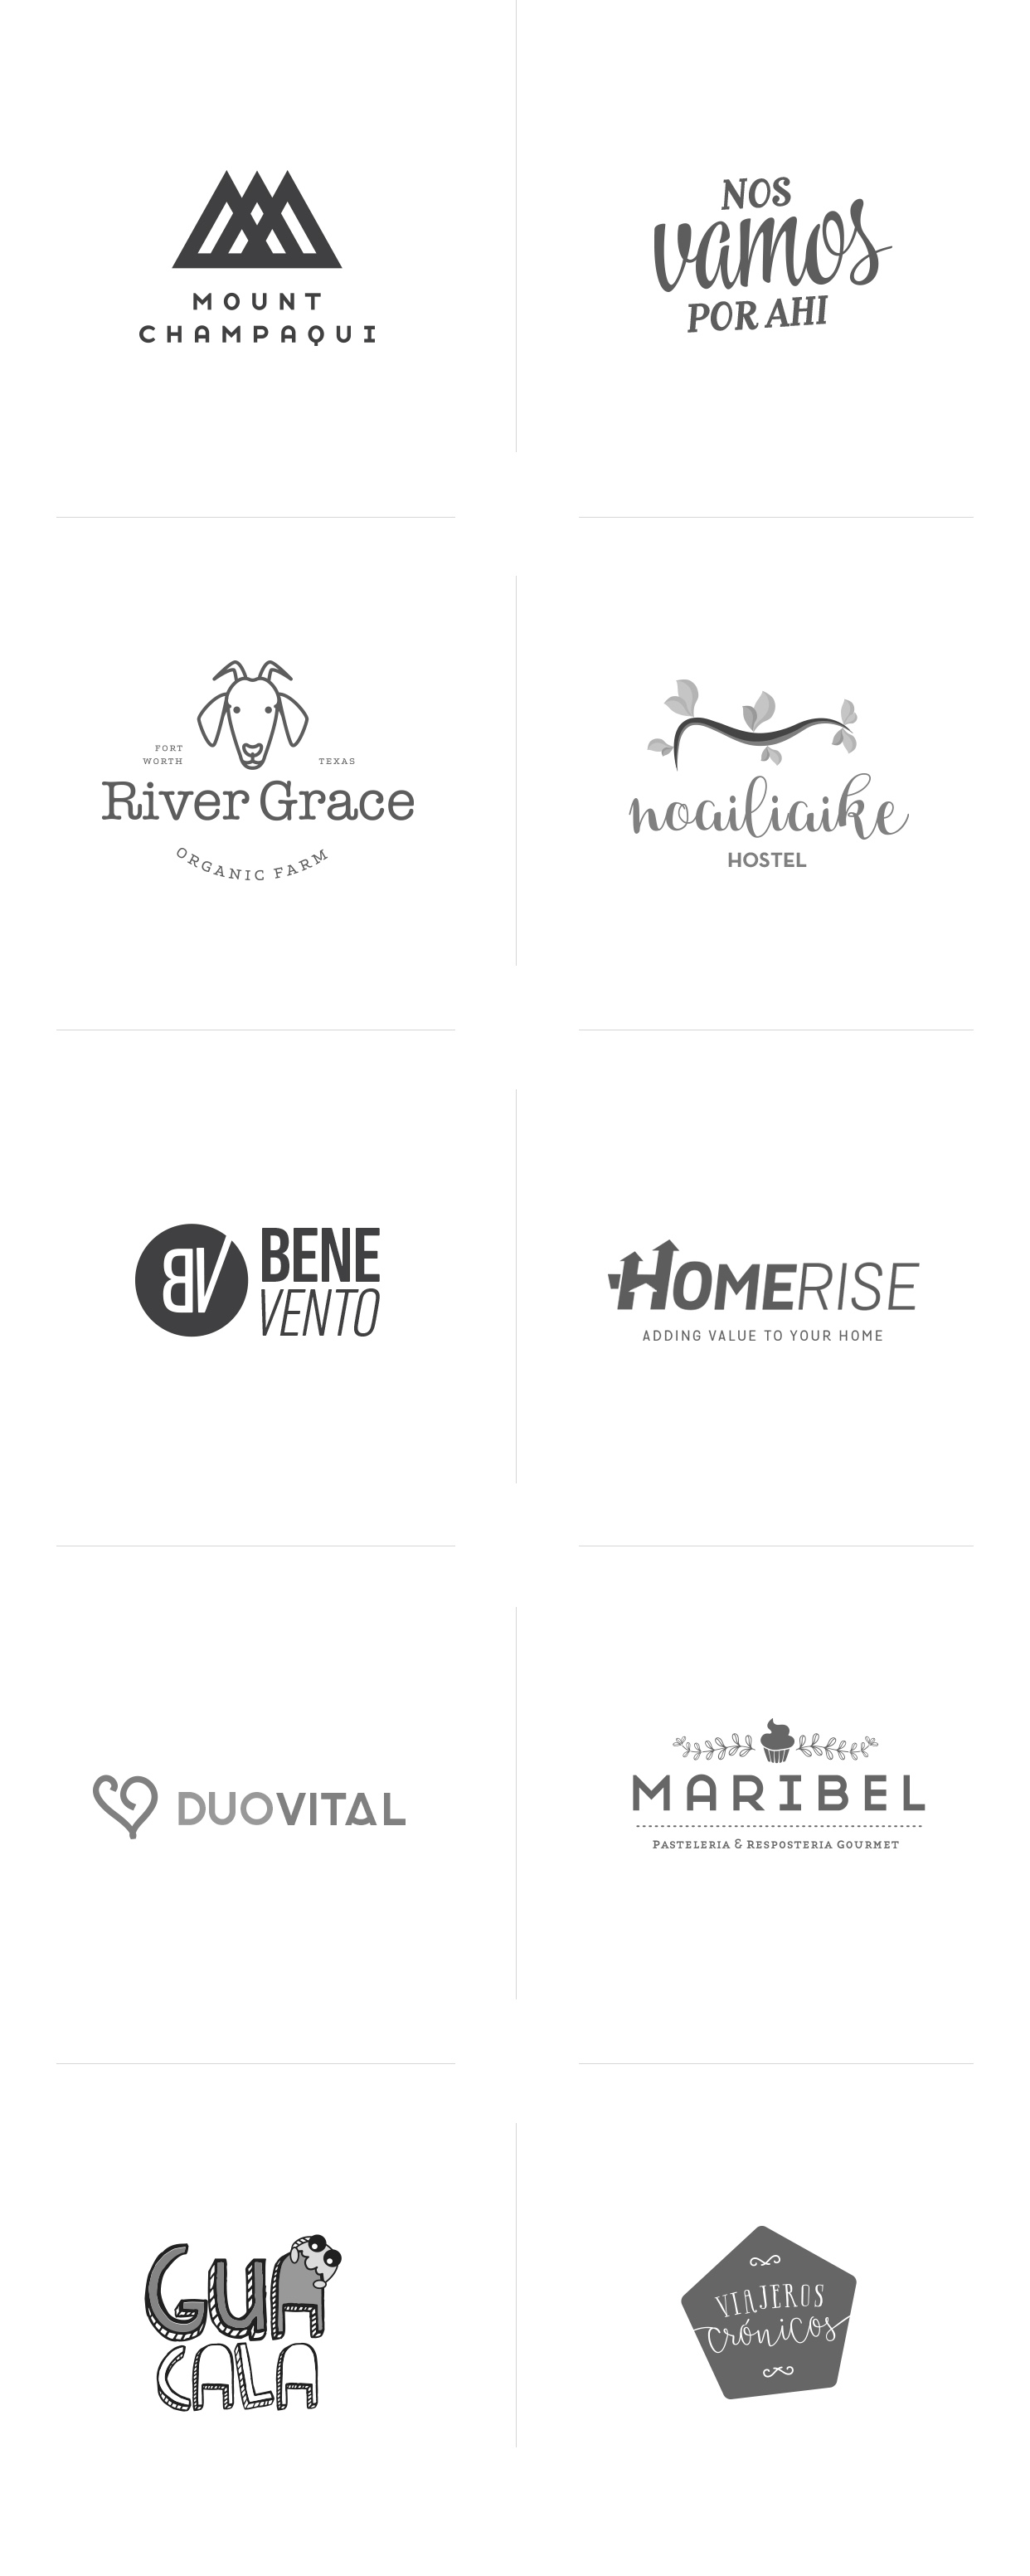 MOUNT
CHAMPAQUI
NOS
vamos
POR AHI
FORT
WORTH
TEXAS
River Grace
ORGANIC FARM
noailiaike
HOSTEL
BV
BENE
VENTO
HOMERISE
ADDING VALUE TO YOUR HOME
DUOVITAL
MARIBEL
PASTELERIA & RESPOSTERIA GOURMET
GUA
CALA
VIAJEROS
crónicos